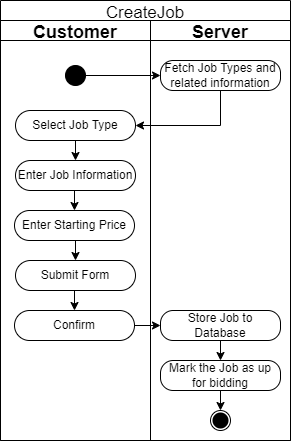 CreateJob
Customer
Server
Fetch Job Types and
related information
Select Job Type
Enter Job Information
Enter Starting Price
Submit Form
Confirm
Store Job to
Database
Mark the Job as up
for bidding